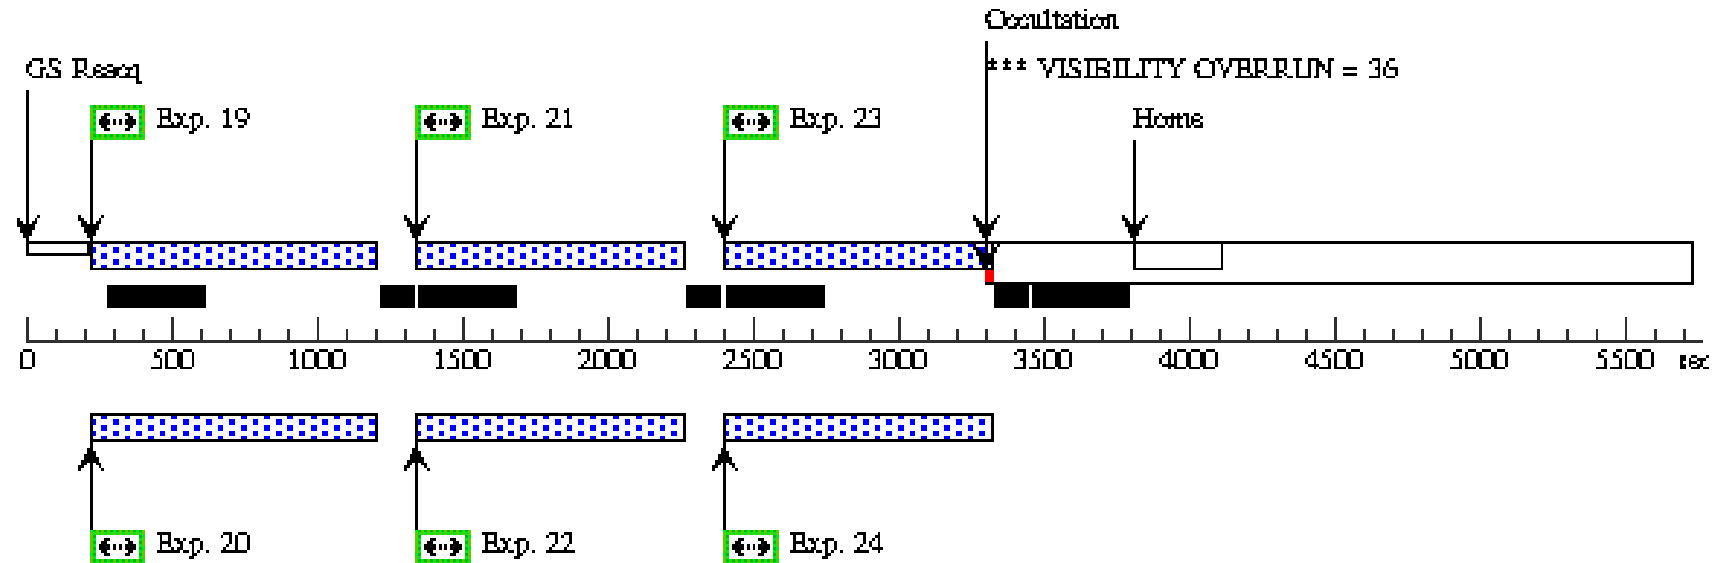 Occultation
GS Reacq
*** VISIBILITY OVERRUN = 36
Exp. 19
Exp. 21
Exp. 23
Home
0 500 1000 1500 2000 2500 3000 3500 4000 4500 5000 5500 sec
Exp. 20
Exp. 22
Exp. 24